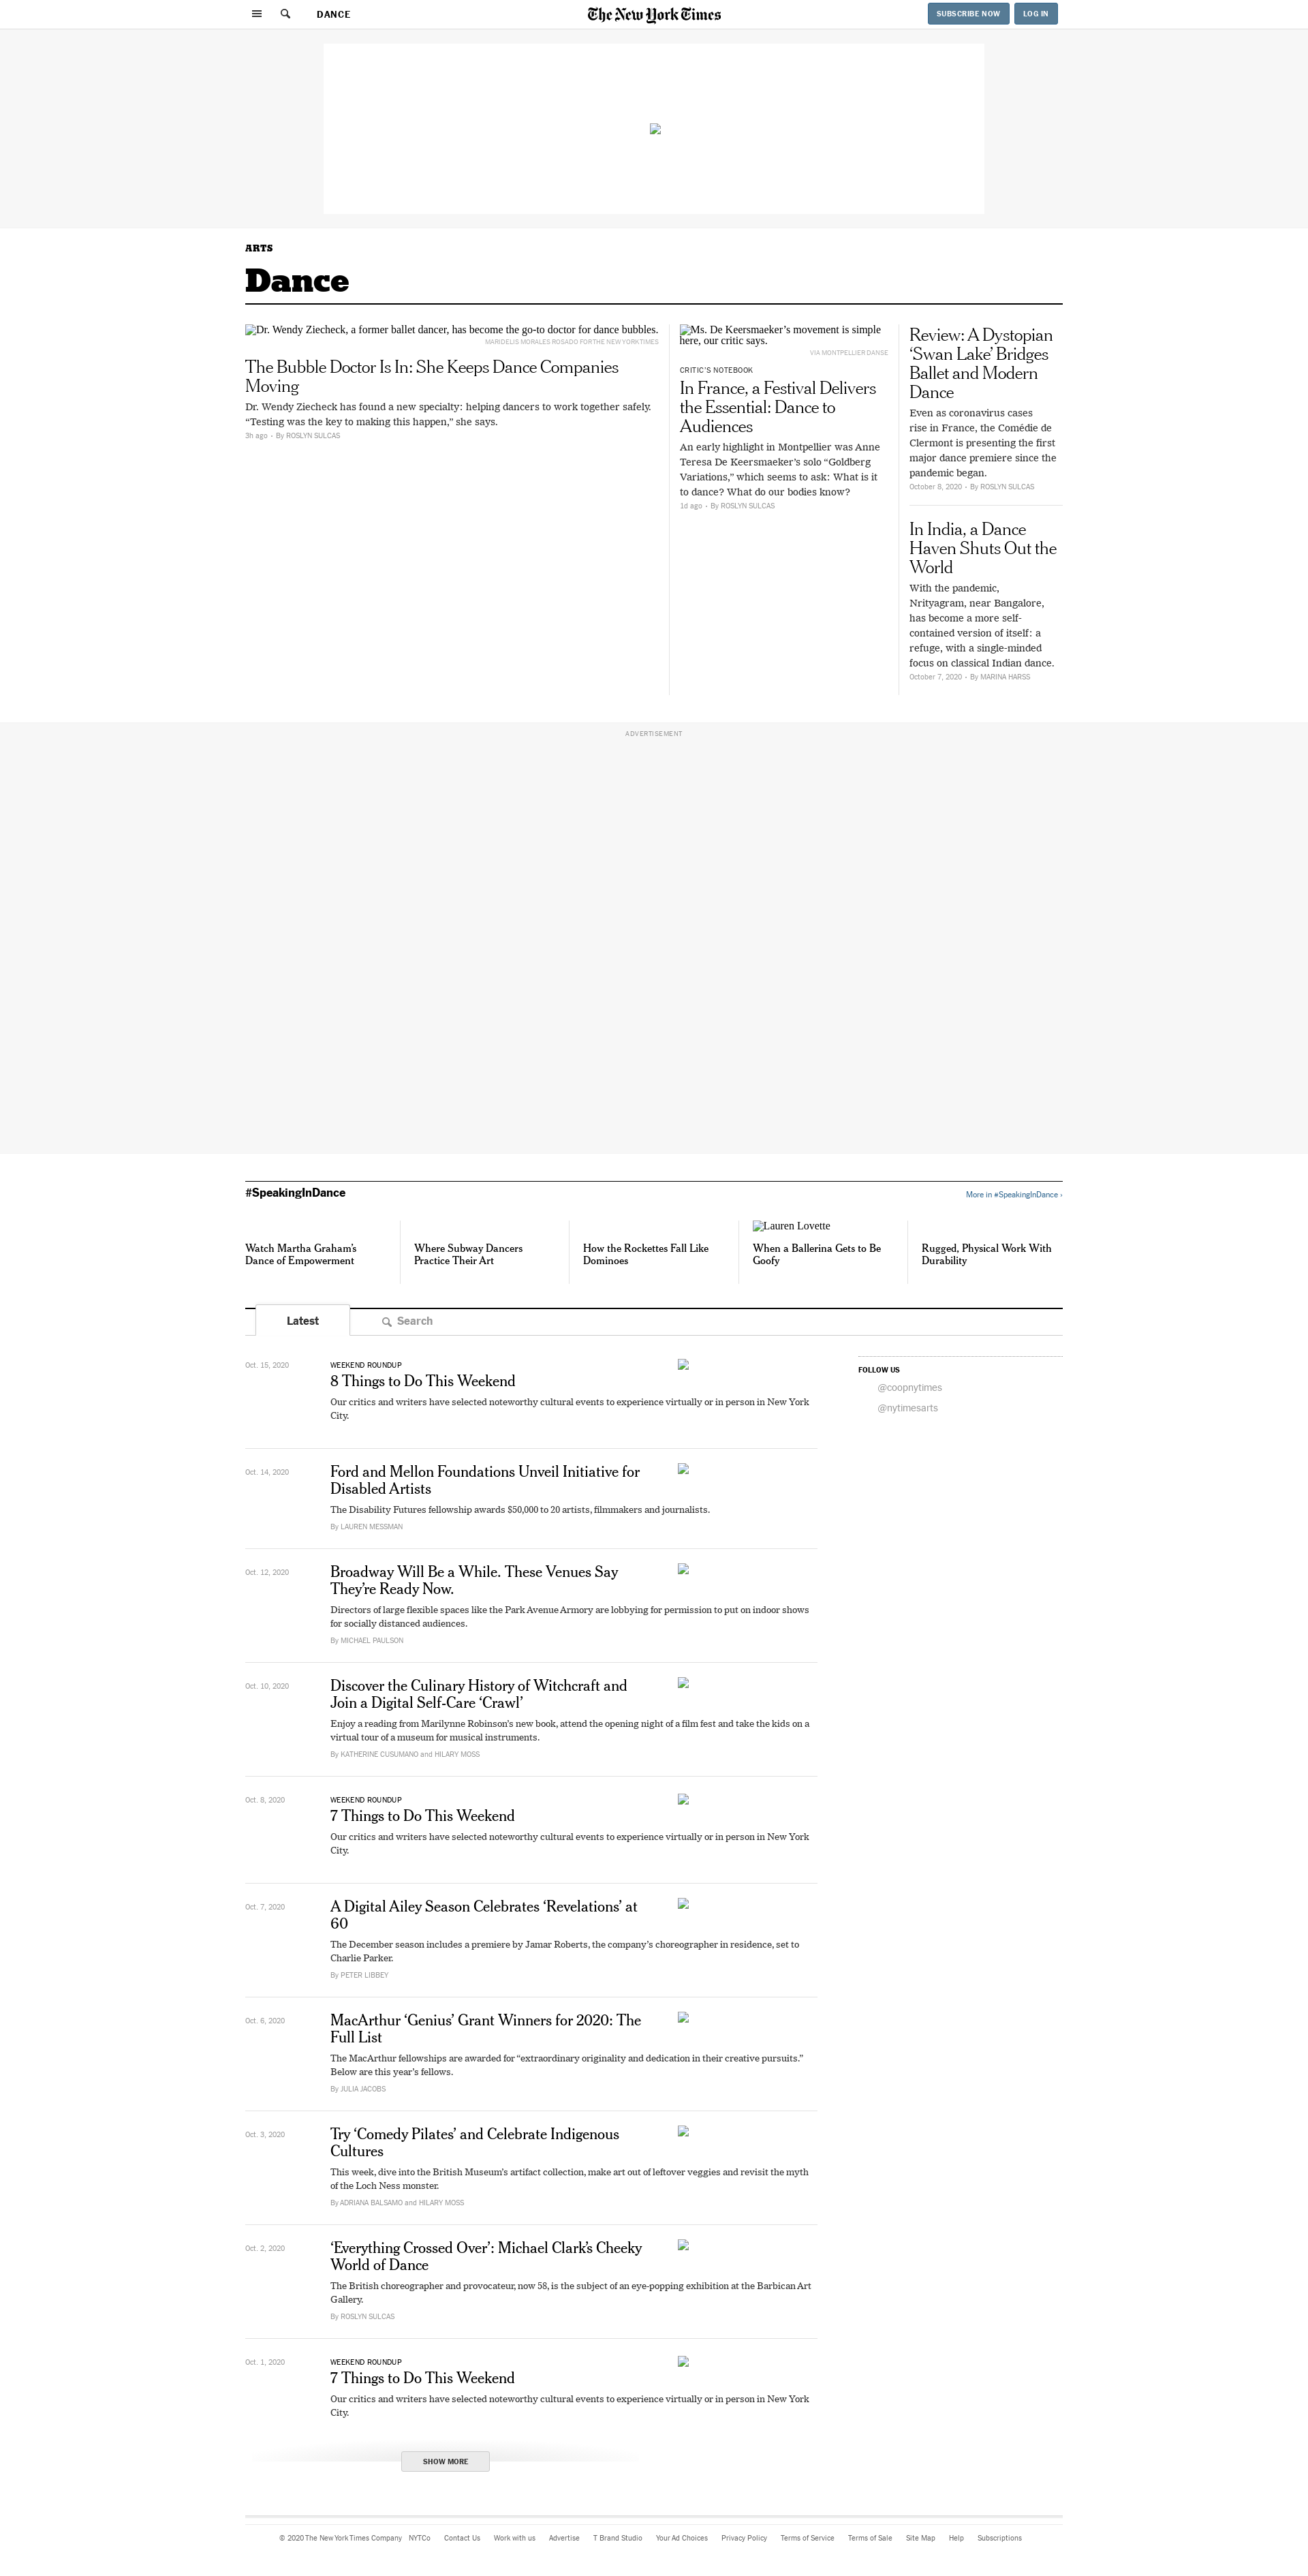 DANCE
The New York Times
SUBSCRIBE NOW
LOG IN
ARTS
Dance
Dr. Wendy Ziecheck, a former ballet dancer, has become the go-to doctor for dance bubbles.
MARIDELIS MORALES ROSADO FOR THE NEW YORK TIMES
The Bubble Doctor Is In: She Keeps Dance Companies
Moving
Dr. Wendy Ziecheck has found a new specialty: helping dancers to work together safely.
“Testing was the key to making this happen,” she says.
3h ago · By ROSLYN SULCAS
Ms. De Keersmaeker’s movement is simple
here, our critic says.
VIA MONTPELLIER DANSE
CRITIC’S NOTEBOOK
In France, a Festival Delivers
the Essential: Dance to
Audiences
An early highlight in Montpellier was Anne
Teresa De Keersmaeker’s solo “Goldberg
Variations,” which seems to ask: What is it
to dance? What do our bodies know?
1d ago · By ROSLYN SULCAS
Review: A Dystopian
‘Swan Lake’ Bridges
Ballet and Modern
Dance
Even as coronavirus cases
rise in France, the Comédie de
Clermont is presenting the first
major dance premiere since the
pandemic began.
October 8, 2020 · By ROSLYN SULCAS
In India, a Dance
Haven Shuts Out the
World
With the pandemic,
Nrityagram, near Bangalore,
has become a more self-
contained version of itself: a
refuge, with a single-minded
focus on classical Indian dance.
October 7, 2020 · By MARINA HARSS
ADVERTISEMENT
#SpeakingInDance
More in #SpeakingInDance ›
Watch Martha Graham’s
Dance of Empowerment
Where Subway Dancers
Practice Their Art
How the Rockettes Fall Like
Dominoes
Lauren Lovette
When a Ballerina Gets to Be
Goofy
Rugged, Physical Work With
Durability
Latest
Search
Oct. 15, 2020
WEEKEND ROUNDUP
8 Things to Do This Weekend
Our critics and writers have selected noteworthy cultural events to experience virtually or in person in New York
City.
FOLLOW US
@coopnytimes
@nytimesarts
Oct. 14, 2020
Ford and Mellon Foundations Unveil Initiative for
Disabled Artists
The Disability Futures fellowship awards $50,000 to 20 artists, filmmakers and journalists.
By LAUREN MESSMAN
Oct. 12, 2020
Broadway Will Be a While. These Venues Say
They’re Ready Now.
Directors of large flexible spaces like the Park Avenue Armory are lobbying for permission to put on indoor shows
for socially distanced audiences.
By MICHAEL PAULSON
Oct. 10, 2020
Discover the Culinary History of Witchcraft and
Join a Digital Self-Care ‘Crawl’
Enjoy a reading from Marilynne Robinson’s new book, attend the opening night of a film fest and take the kids on a
virtual tour of a museum for musical instruments.
By KATHERINE CUSUMANO and HILARY MOSS
Oct. 8, 2020
WEEKEND ROUNDUP
7 Things to Do This Weekend
Our critics and writers have selected noteworthy cultural events to experience virtually or in person in New York
City.
Oct. 7, 2020
A Digital Ailey Season Celebrates ‘Revelations’ at
60
The December season includes a premiere by Jamar Roberts, the company’s choreographer in residence, set to
Charlie Parker.
By PETER LIBBEY
Oct. 6, 2020
MacArthur ‘Genius’ Grant Winners for 2020: The
Full List
The MacArthur fellowships are awarded for “extraordinary originality and dedication in their creative pursuits.”
Below are this year’s fellows.
By JULIA JACOBS
Oct. 3, 2020
Try ‘Comedy Pilates’ and Celebrate Indigenous
Cultures
This week, dive into the British Museum’s artifact collection, make art out of leftover veggies and revisit the myth
of the Loch Ness monster.
By ADRIANA BALSAMO and HILARY MOSS
Oct. 2, 2020
‘Everything Crossed Over’: Michael Clark’s Cheeky
World of Dance
The British choreographer and provocateur, now 58, is the subject of an eye-popping exhibition at the Barbican Art
Gallery.
By ROSLYN SULCAS
Oct. 1, 2020
WEEKEND ROUNDUP
7 Things to Do This Weekend
Our critics and writers have selected noteworthy cultural events to experience virtually or in person in New York
City.
SHOW MORE
© 2020 The New York Times Company NYTCo Contact Us Work with us Advertise T Brand Studio Your Ad Choices Privacy Policy Terms of Service Terms of Sale Site Map Help Subscriptions